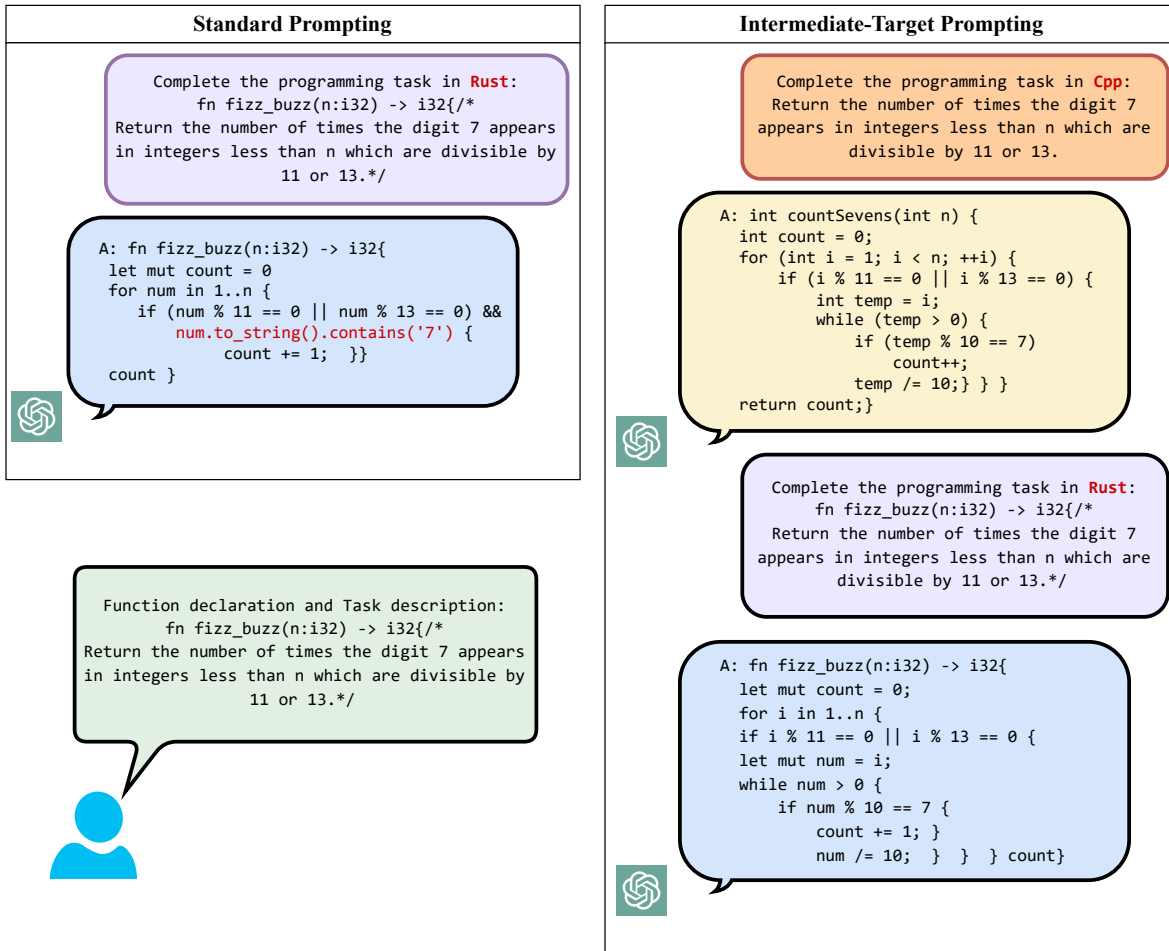 Standard Prompting
Complete the programming task in Rust:
fn fizz_buzz(n:i32) -> i32{/*
Return the number of times the digit 7 appears
in integers less than n which are divisible by
11 or 13.*/
A: fn fizz_buzz(n:i32) -> i32{
let mut count = 0
for num in 1..n {
if (num % 11 == 0 || num % 13 == 0) &&
num.to_string().contains('7') {
count += 1;  }}
count }
Function declaration and Task description:
fn fizz_buzz(n:i32) -> i32{/*
Return the number of times the digit 7 appears
in integers less than n which are divisible by
11 or 13.*/
Intermediate-Target Prompting
Complete the programming task in Cpp:
Return the number of times the digit 7
appears in integers less than n which are
divisible by 11 or 13.
A: int countSevens(int n) {
int count = 0;
for (int i = 1; i < n; ++i) {
if (i % 11 == 0 || i % 13 == 0) {
int temp = i;
while (temp > 0) {
if (temp % 10 == 7)
count++;
temp /= 10;} } }
return count;}
Complete the programming task in Rust:
fn fizz_buzz(n:i32) -> i32{/*
Return the number of times the digit 7
appears in integers less than n which are
divisible by 11 or 13.*/
A: fn fizz_buzz(n:i32) -> i32{
let mut count = 0;
for i in 1..n {
if i % 11 == 0 || i % 13 == 0 {
let mut num = i;
while num > 0 {
if num % 10 == 7 {
count += 1; }
num /= 10;  }  }  } count}